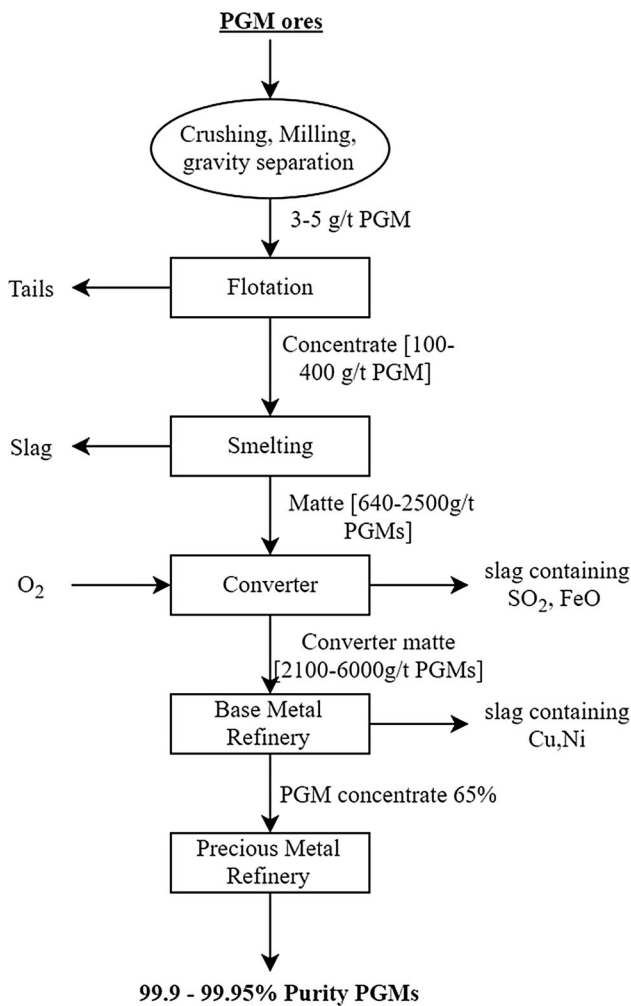 PGM ores
Crushing, Milling,
gravity separation
3-5 g/t PGM
Tails
Flotation
Concentrate [100-
400 g/t PGM]
Slag
Smelting
Matte [640-2500g/t
PGMs]
O₂
Converter
slag containing
SO₂, FeO
Converter matte
[2100-6000g/t PGMs]
Base Metal
Refinery
slag containing
Cu,Ni
PGM concentrate 65%
Precious Metal
Refinery
99.9 - 99.95% Purity PGMs